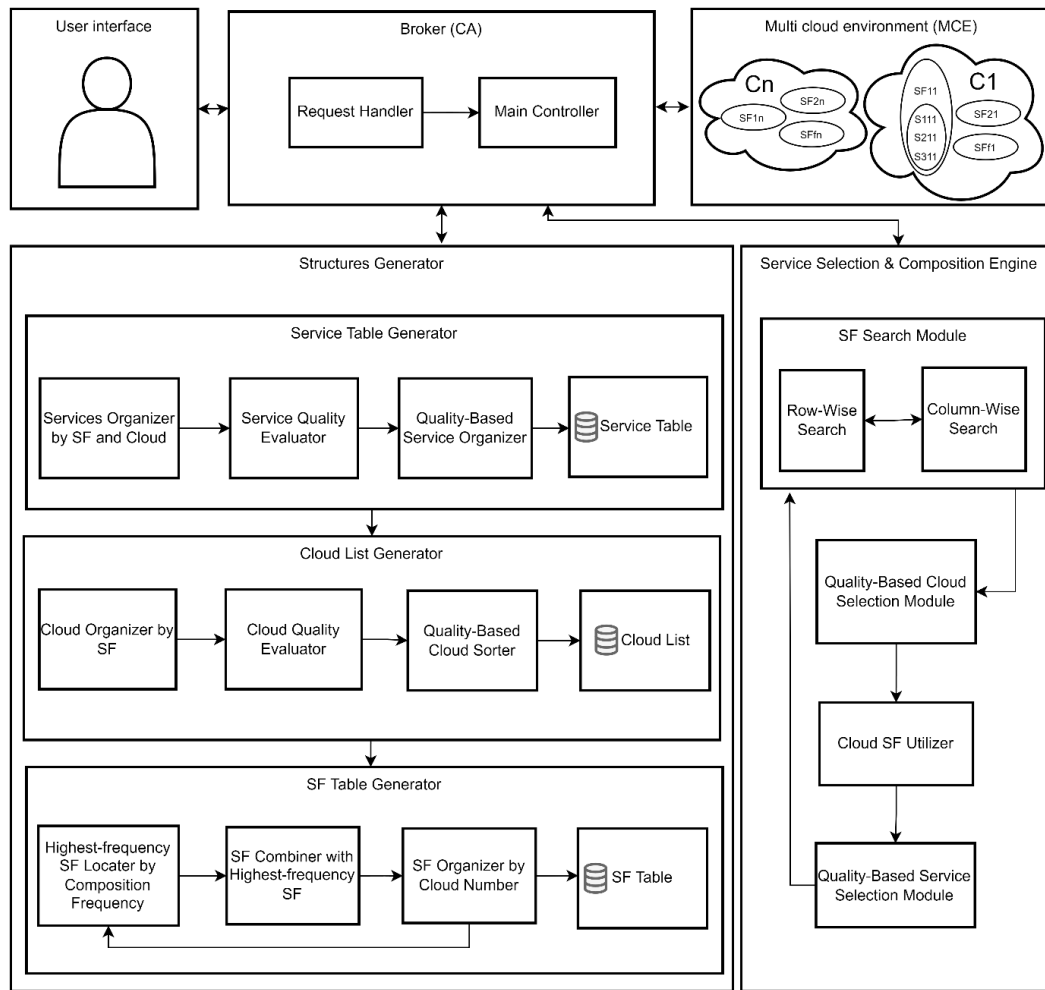 User interface
Broker (CA)
Multi cloud environment (MCE)
Request Handler
Main Controller
Cn
SF2n
SF1n
SFfn
C1
SF11
S111
S211
S311
SF21
SFf1
Structures Generator
Service Table Generator
Services Organizer
by SF and Cloud
Service Quality
Evaluator
Quality-Based
Service Organizer
Service Table
Cloud List Generator
Cloud Organizer by
SF
Cloud Quality
Evaluator
Quality-Based
Cloud Sorter
Cloud List
SF Table Generator
Highest-frequency
SF Locater by
Composition
Frequency
SF Combiner with
Highest-frequency
SF
SF Organizer by
Cloud Number
SF Table
Service Selection & Composition Engine
SF Search Module
Row-Wise
Search
Column-Wise
Search
Quality-Based Cloud
Selection Module
Cloud SF Utilizer
Quality-Based Service
Selection Module